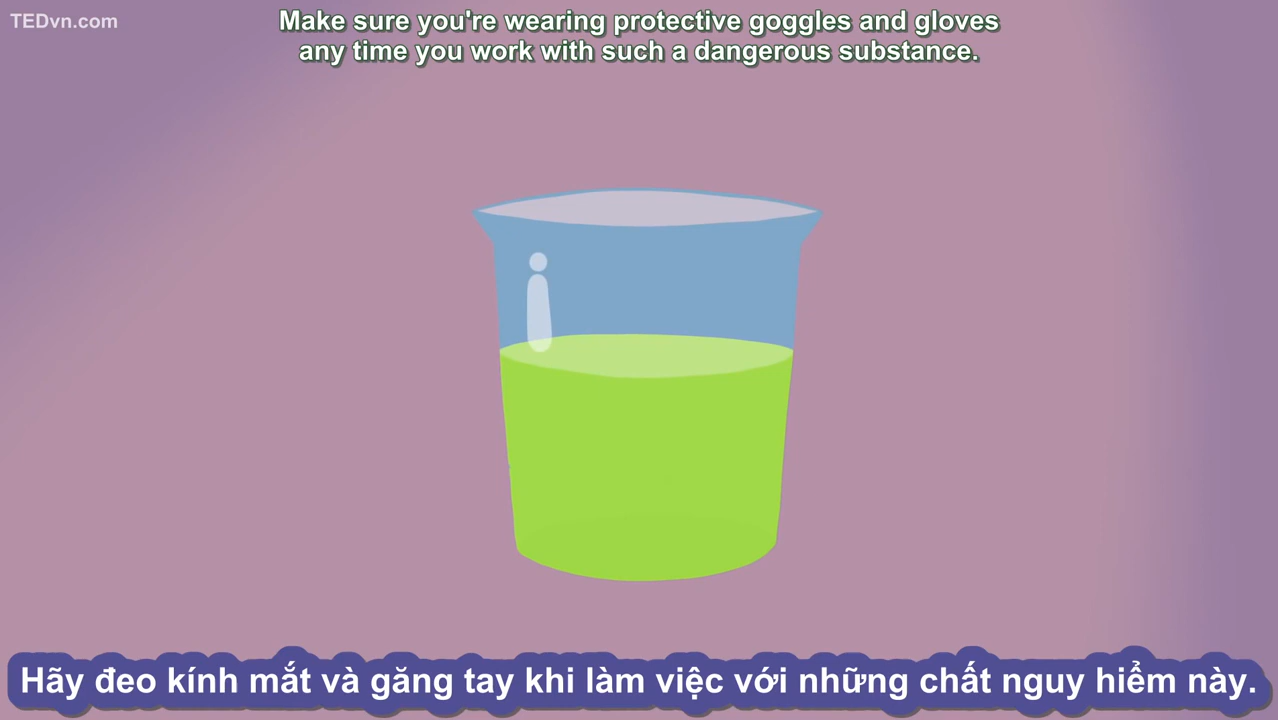 TEDvn.com
Make sure you're wearing protective goggles and gloves
any time you work with such a dangerous substance.
Hãy đeo kính mắt và găng tay khi làm việc với những chất nguy hiểm này.